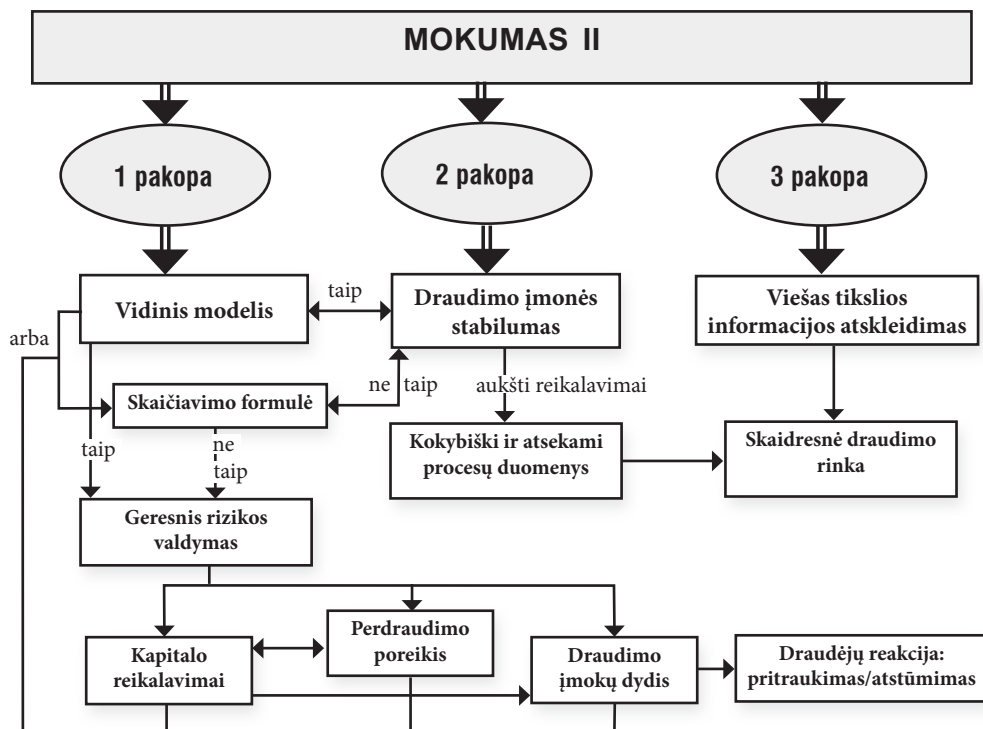 MOKUMAS II
1 pakopa
2 pakopa
3 pakopa
Vidinis modelis
taip
Draudimo įmonės
stabilumas
Viešas tikslios
informacijos atskleidimas
arba
Skaičiavimo formulė
ne
taip
aukšti reikalavimai
taip
ne
taip
Kokybiški ir atsekami
procesų duomenys
Skaidresnė draudimo
rinka
Geresnis rizikos
valdymas
Kapitalo
reikalavimai
Perdraudimo
poreikis
Draudimo
įmokų dydis
Draudėjų reakcija:
pritraukimas/atstūmimas